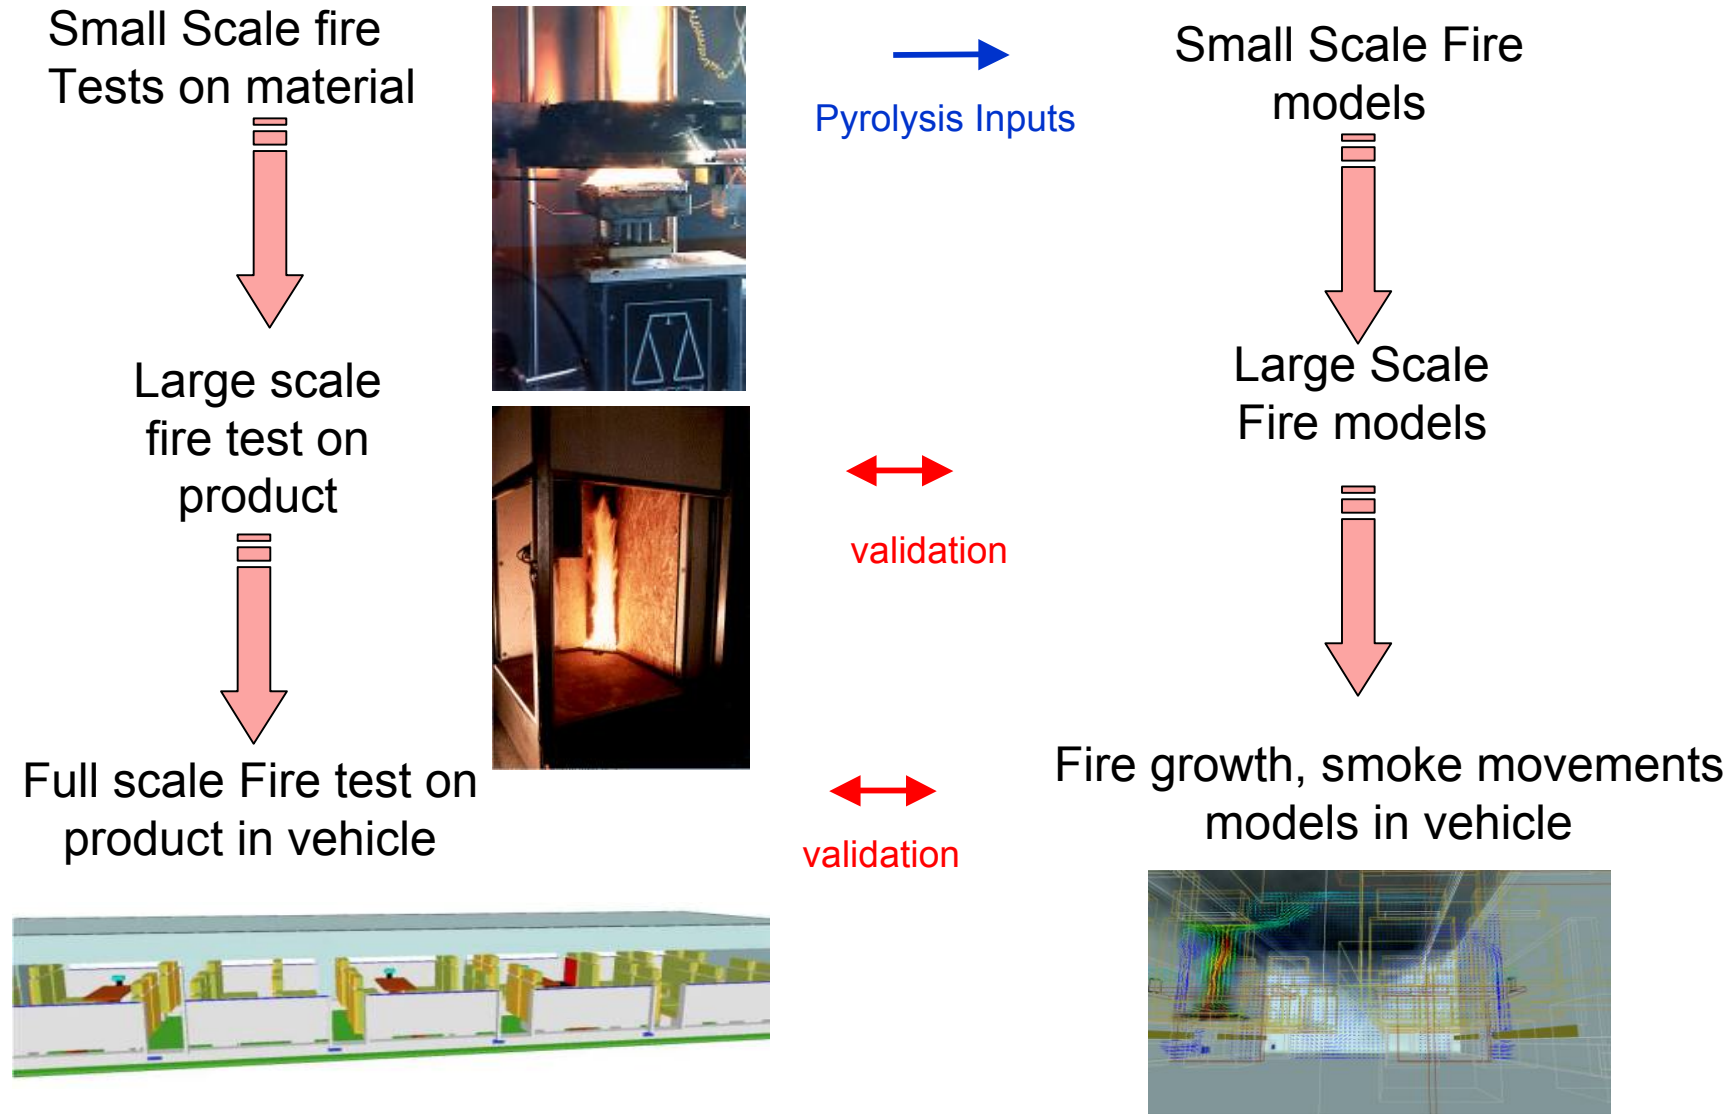 Small Scale fire
Tests on material
Pyrolysis Inputs
Small Scale Fire
models
Large scale
fire test on
product
validation
Large Scale
Fire models
Full scale Fire test on
product in vehicle
validation
Fire growth, smoke movements
models in vehicle